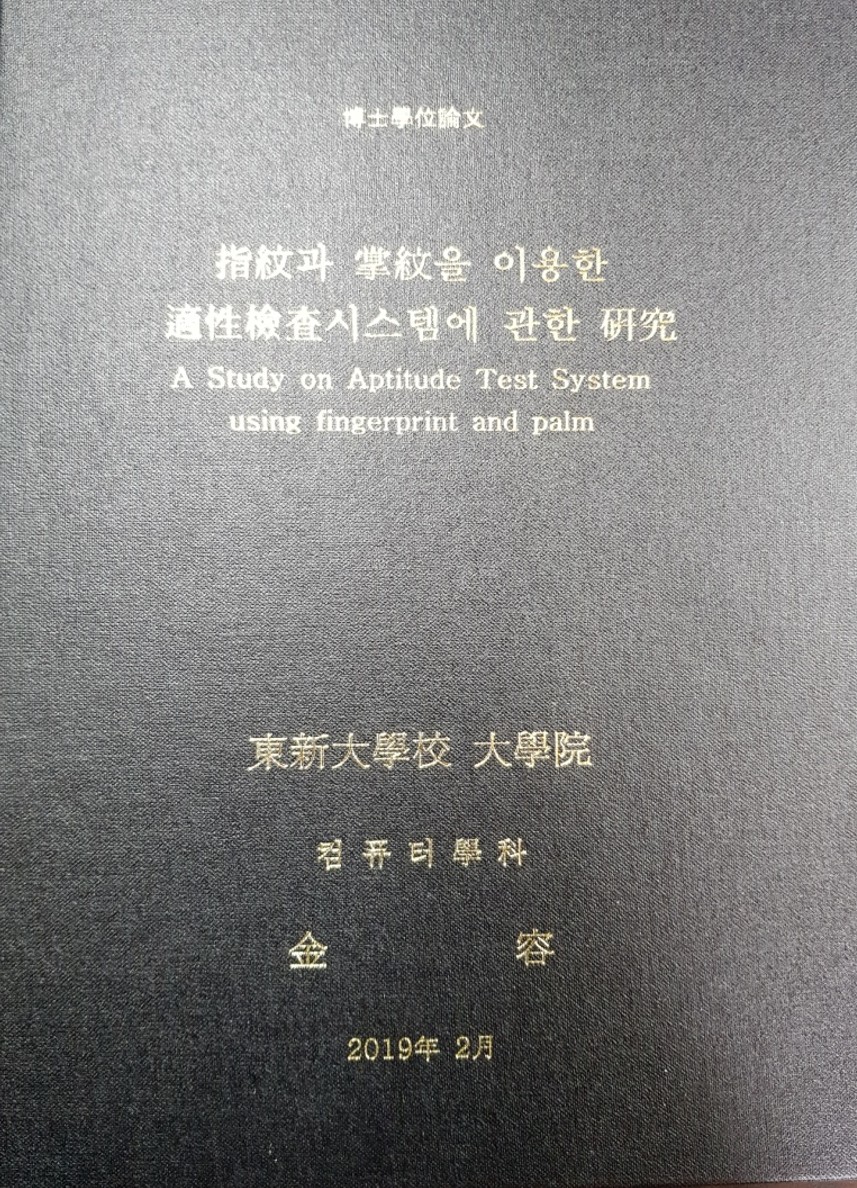 博士學位論文
指紋과 掌紋을 이용한
適性檢査시스템에 관한 硏究
A Study on Aptitude Test System
using fingerprint and palm
東新大學校 大學院
컴퓨터學科
金 容
2019年 2月